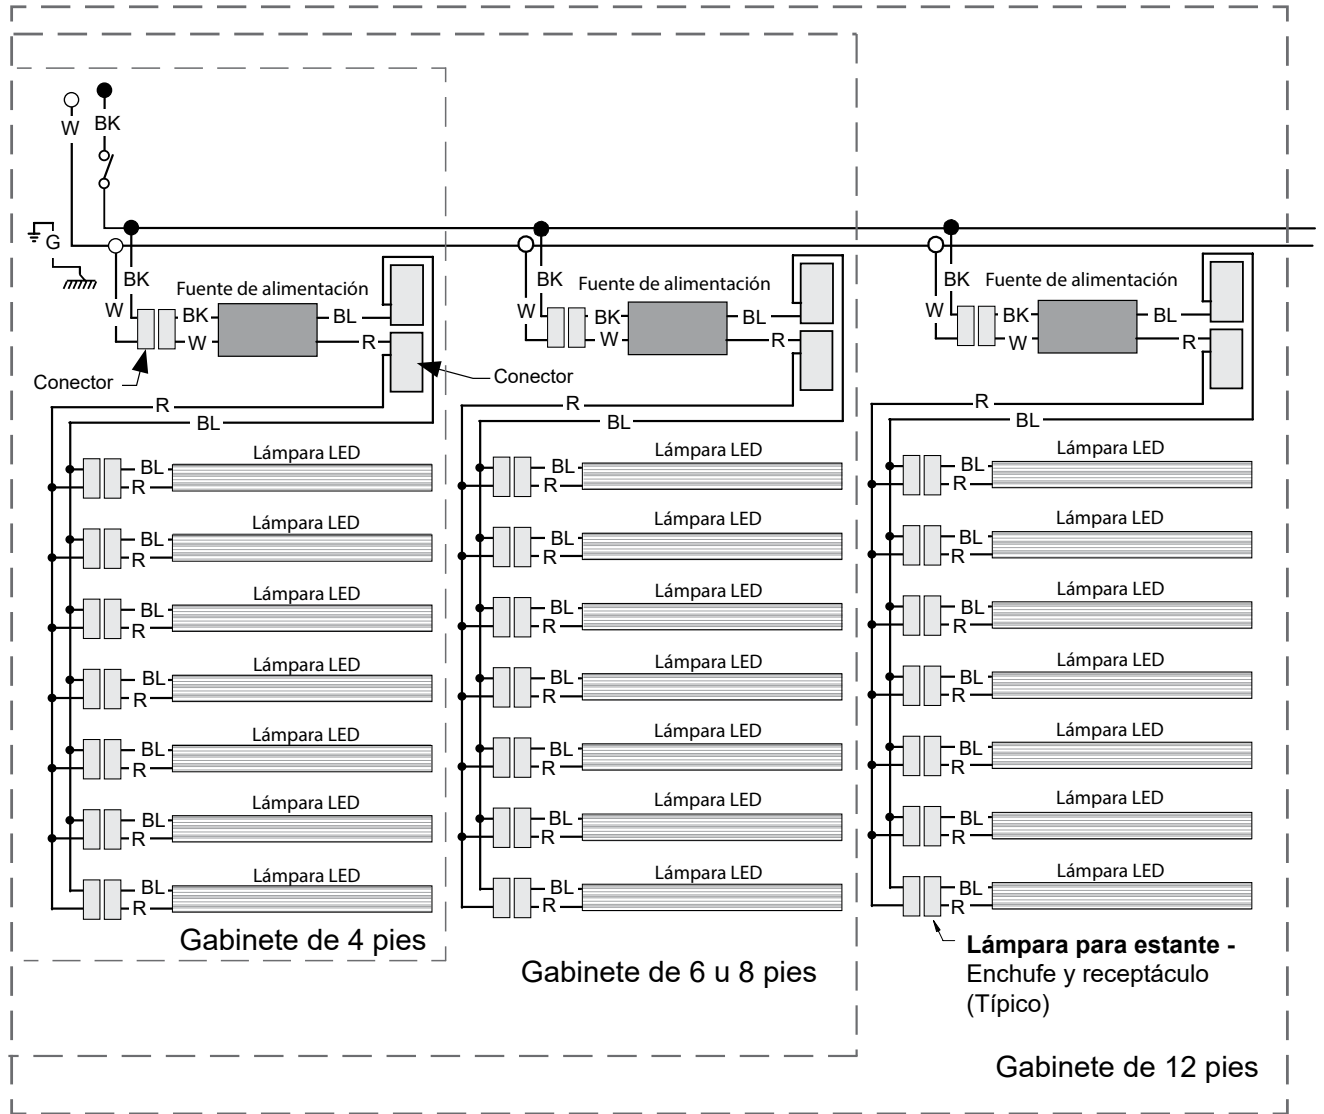 W
BK
G
BK
W
Fuente de alimentación
BK
W
BL
R
Conector
Conector
R
BL
Lámpara LED
BL
R
Lámpara LED
BL
R
Lámpara LED
BL
R
Lámpara LED
BL
R
Lámpara LED
BL
R
Lámpara LED
BL
R
Lámpara LED
BL
R
Gabinete de 4 pies
BK
W
Fuente de alimentación
BK
W
BL
R
R
BL
Lámpara LED
BL
R
Lámpara LED
BL
R
Lámpara LED
BL
R
Lámpara LED
BL
R
Lámpara LED
BL
R
Lámpara LED
BL
R
Lámpara LED
BL
R
Gabinete de 6 u 8 pies
BK
W
Fuente de alimentación
BK
W
BL
R
R
BL
Lámpara LED
BL
R
Lámpara LED
BL
R
Lámpara LED
BL
R
Lámpara LED
BL
R
Lámpara LED
BL
R
Lámpara LED
BL
R
Lámpara LED
BL
R
Lámpara para estante -
Enchufe y receptáculo
(Típico)
Gabinete de 12 pies